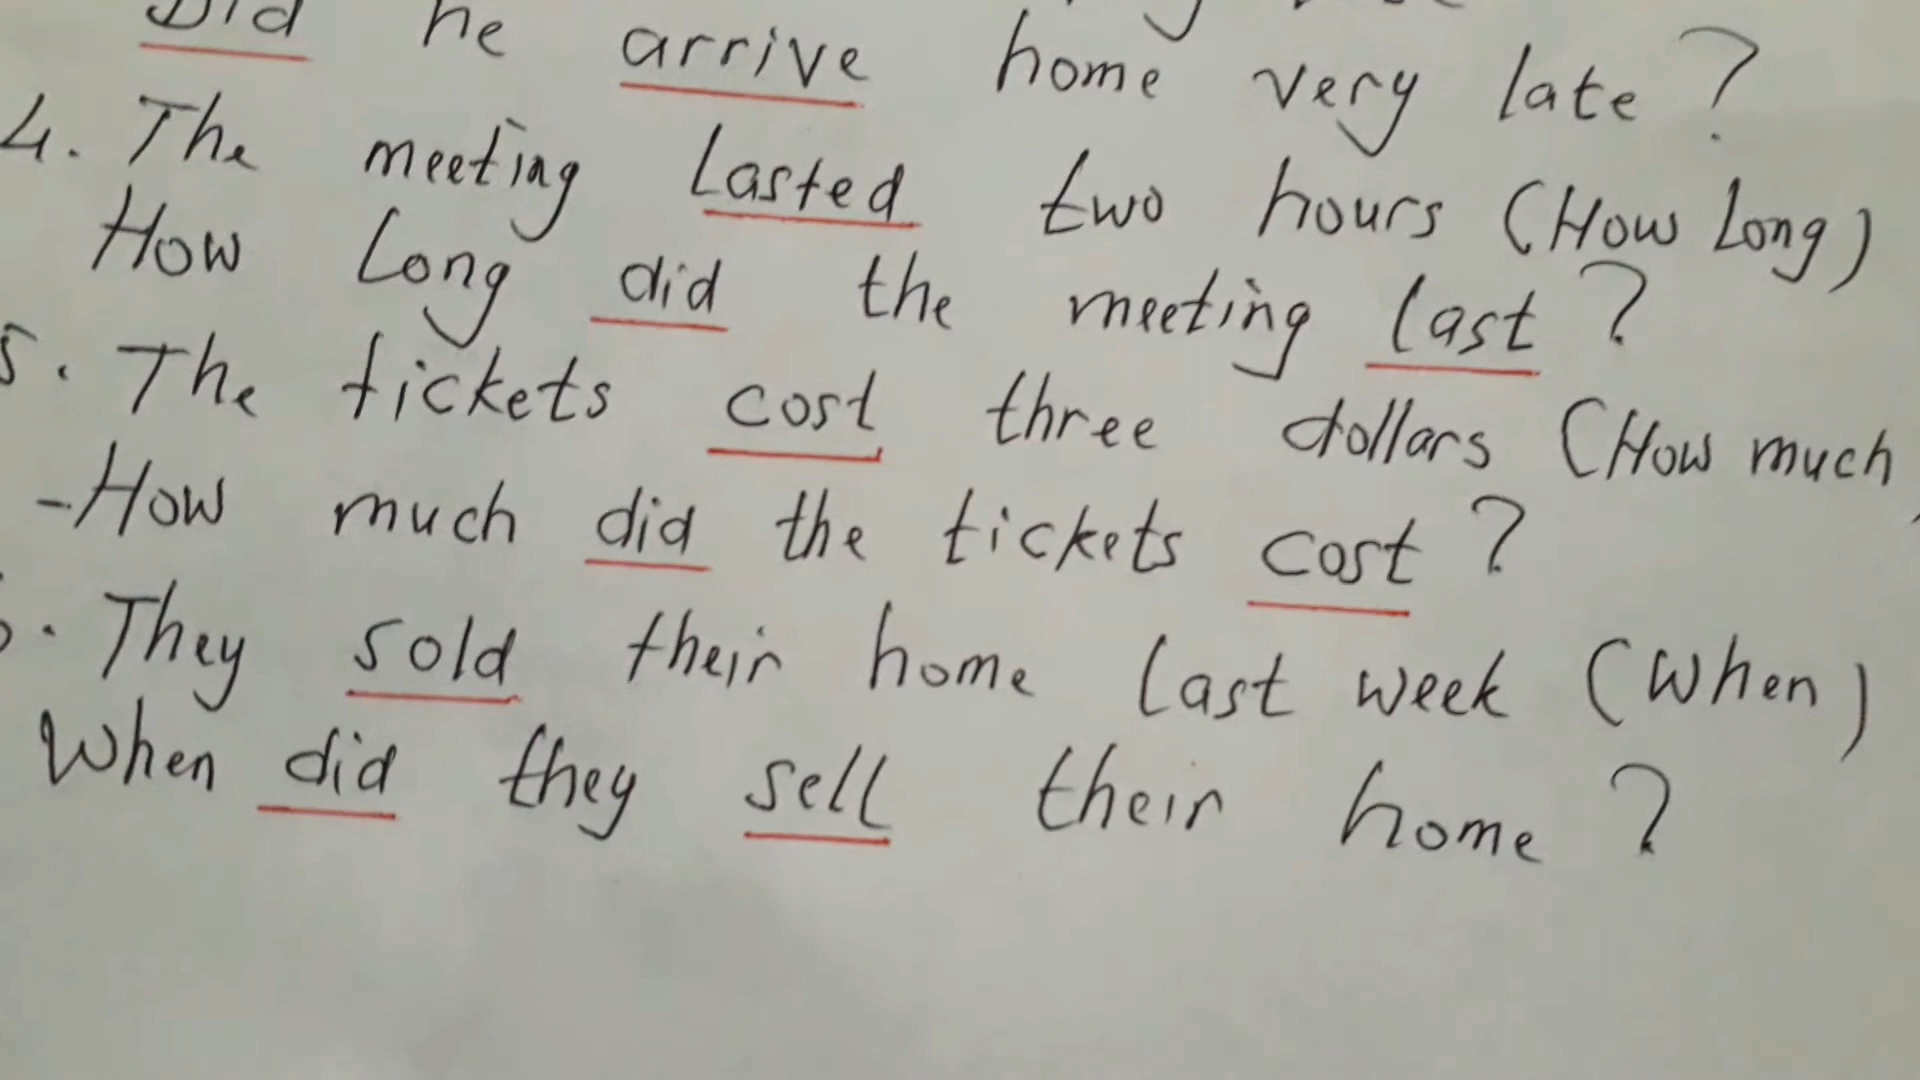 Did he arrive home very late?
4. The meeting Lasted two hours (How Long)
How Long did the meeting last?
5. The tickets cost three dollars (How much
-How much did the tickets cost?
. They sold their home last week (When)
When did they sell their home?